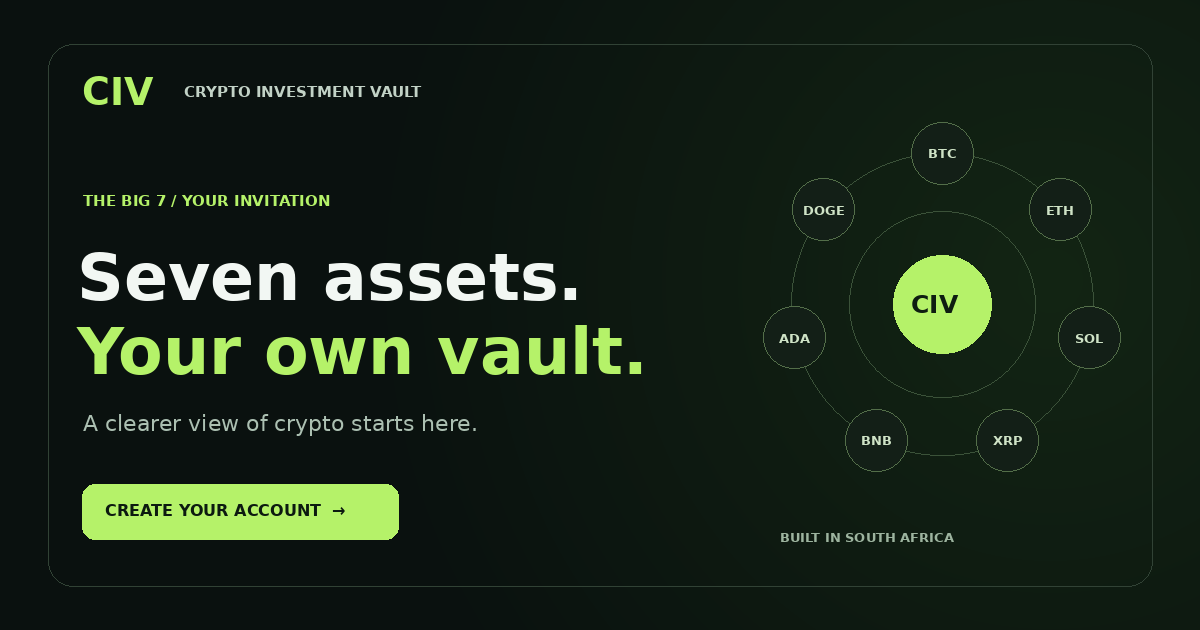 CIV CRYPTO INVESTMENT VAULT
THE BIG 7 / YOUR INVITATION
Seven assets.
Your own vault.
A clearer view of crypto starts here.
CREATE YOUR ACCOUNT →
BTC
DOGE
ETH
CIV
ADA
SOL
BNB
XRP
BUILT IN SOUTH AFRICA